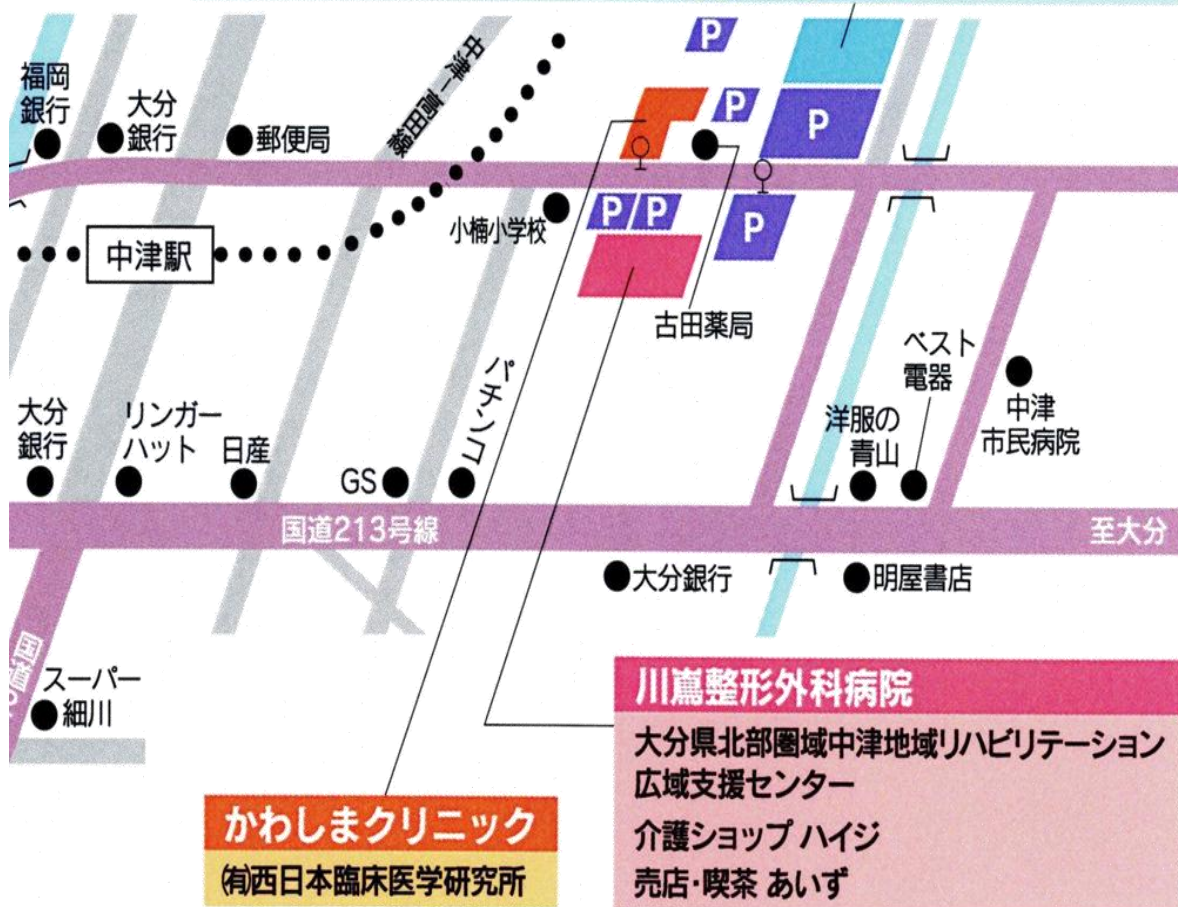 P
福岡
銀行
大分
銀行
郵便局
中津−高田線
P
P
小楠小学校
P
P
P
中津駅
古田薬局
ベスト
電器
中津
市民病院
洋服の
青山
パチンコ
大分
銀行
リンガー
ハット
日産
GS
国道213号線
至大分
大分銀行
明屋書店
国道
スーパー
細川
川嶌整形外科病院
大分県北部圏域中津地域リハビリテーション
広域支援センター
介護ショップ ハイジ
売店・喫茶 あいず
かわしまクリニック
㈲西日本臨床医学研究所